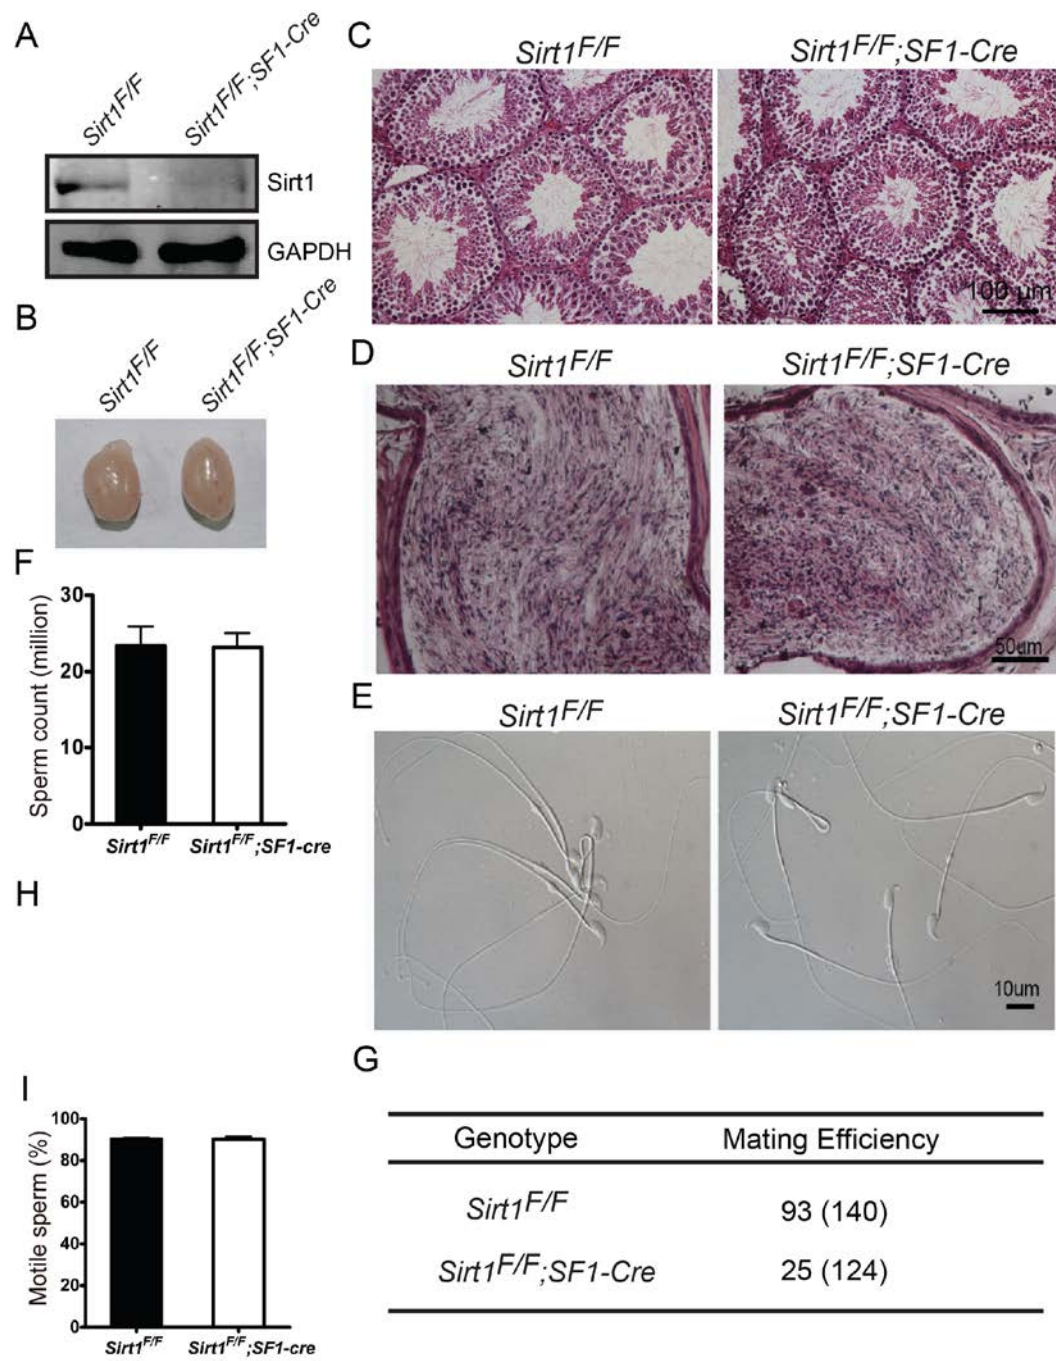 A
Sirt1F/F
Sirt1F/F;SF1-Cre
Sirt1
GAPDH
B
Sirt1F/F
Sirt1F/F;SF1-Cre
C
Sirt1F/F
Sirt1F/F;SF1-Cre
100 µm
D
Sirt1F/F
Sirt1F/F;SF1-Cre
50um
E
Sirt1F/F
Sirt1F/F;SF1-Cre
10um
F
Sperm count (million)
30
20
10
0
Sirt1F/F
Sirt1F/F;SF1-cre
H
I
Motile sperm (%)
100
80
60
40
20
0
Sirt1F/F
Sirt1F/F;SF1-cre
G
Genotype Mating Efficiency
Sirt1F/F 93 (140)
Sirt1F/F;SF1-Cre 25 (124)